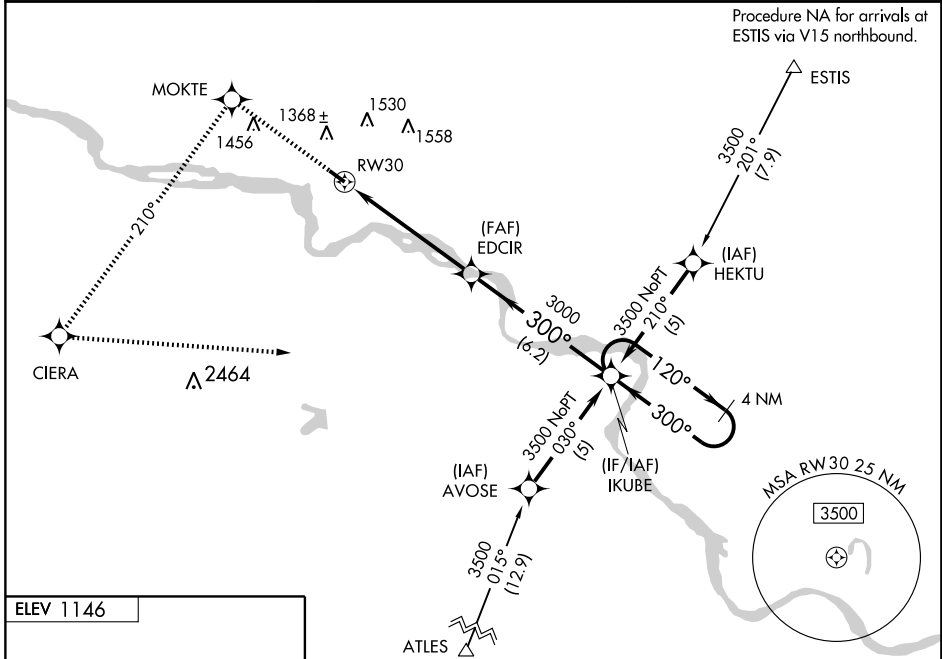 Procedure NA for arrivals at
ESTIS via V15 northbound.
ESTIS
MOKTE
1456
1368 ±
1530
1558
RW30
3500
201°
(7.9)
(FAF)
EDCIR
(IAF)
HEKTU
210°
3500 NoPT
210°
(5)
3000
300°
(6.2)
CIERA
2464
120°
4 NM
300°
3500 NoPT
030°
(5)
(IF/IAF)
IKUBE
(IAF)
AVOSE
MSA RW30 25 NM
3500
3500
015°
(12.9)
ELEV 1146
ATLES